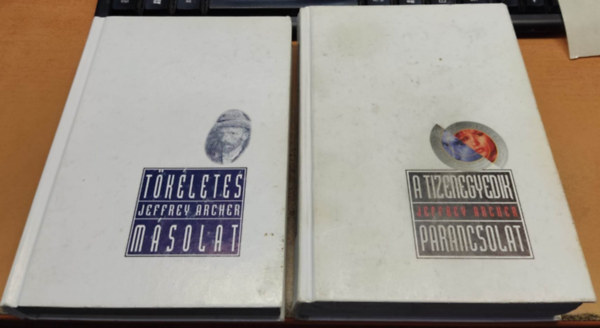 TÖKÉLETES
JEFFREY ARCHER
MÁSOLAT
A TIZENEGYEDIK
JEFFREY ARCHER
PARANCSOLAT